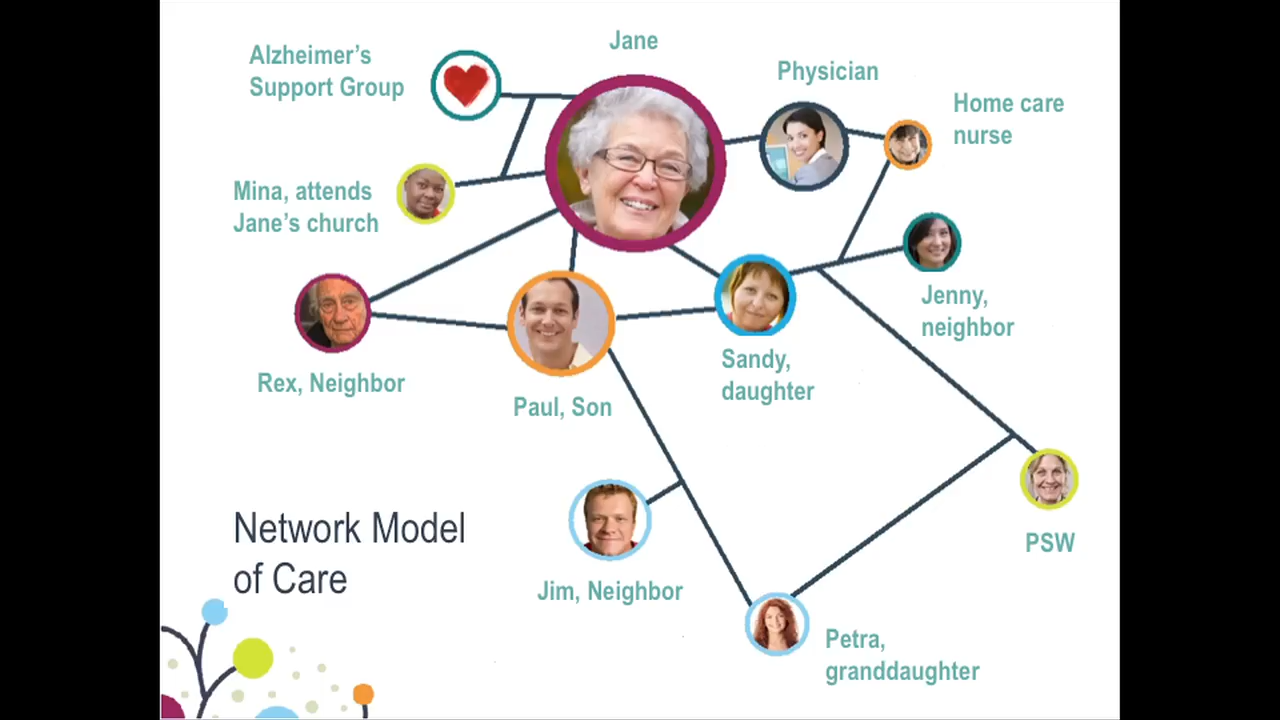 Jane
Alzheimer's
Support Group
Physician
Home care
nurse
Mina, attends
Jane's church
Jenny,
neighbor
Rex, Neighbor
Sandy,
daughter
Paul, Son
Network Model
of Care
PSW
Jim, Neighbor
Petra,
granddaughter